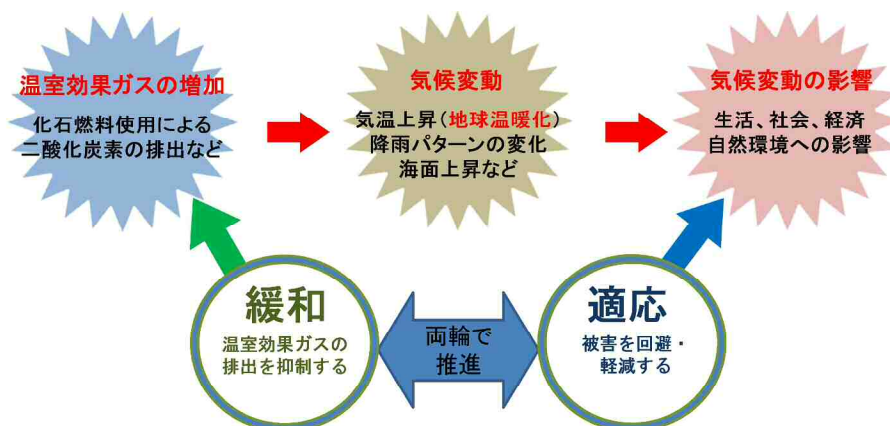 温室効果ガスの増加
化石燃料使用による
二酸化炭素の排出など
気候変動
気温上昇(地球温暖化)
降雨パターンの変化
海面上昇など
気候変動の影響
生活、社会、経済
自然環境への影響
緩和
温室効果ガスの
排出を抑制する
両輪で
推進
適応
被害を回避・
軽減する